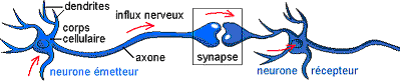 dendrites
influx nerveux
corps
cellulaire
axone
synapse
neurone émetteur
neurone récepteur